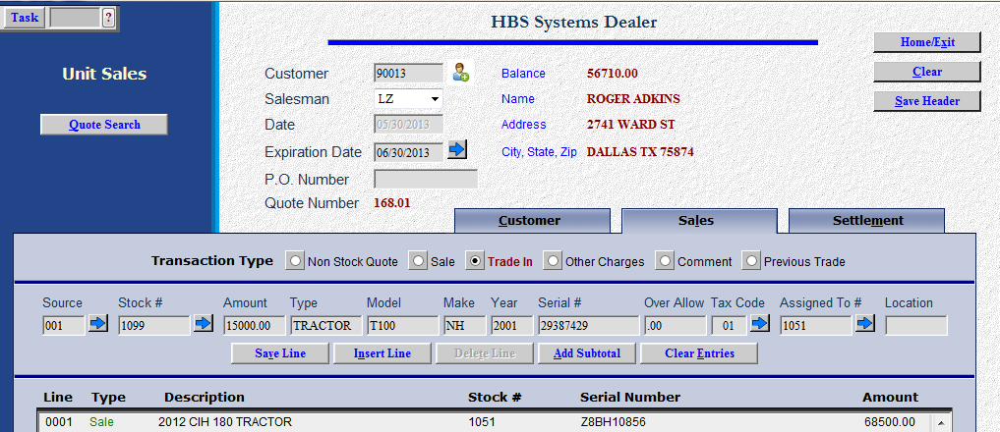 Task ?
HBS Systems Dealer
Home/Exit
Unit Sales
Customer 90013 Balance 56710.00
Clear
Salesman LZ Name ROGER ADKINS
Save Header
Quote Search
Date 05/30/2013 Address 2741 WARD ST
Expiration Date 06/30/2013 City, State, Zip DALLAS TX 75874
P.O. Number
Quote Number 168.01
Customer Sales Settlement
Transaction Type Non Stock Quote Sale Trade In Other Charges Comment Previous Trade
Source Stock # Amount Type Model Make Year Serial # Over Allow Tax Code Assigned To # Location
001 1099 15000.00 TRACTOR T100 NH 2001 29387429 .00 01 1051
Save Line Insert Line Delete Line Add Subtotal Clear Entries
Line Type Description Stock # Serial Number Amount
0001 Sale 2012 CIH 180 TRACTOR 1051 Z8BH10856 68500.00